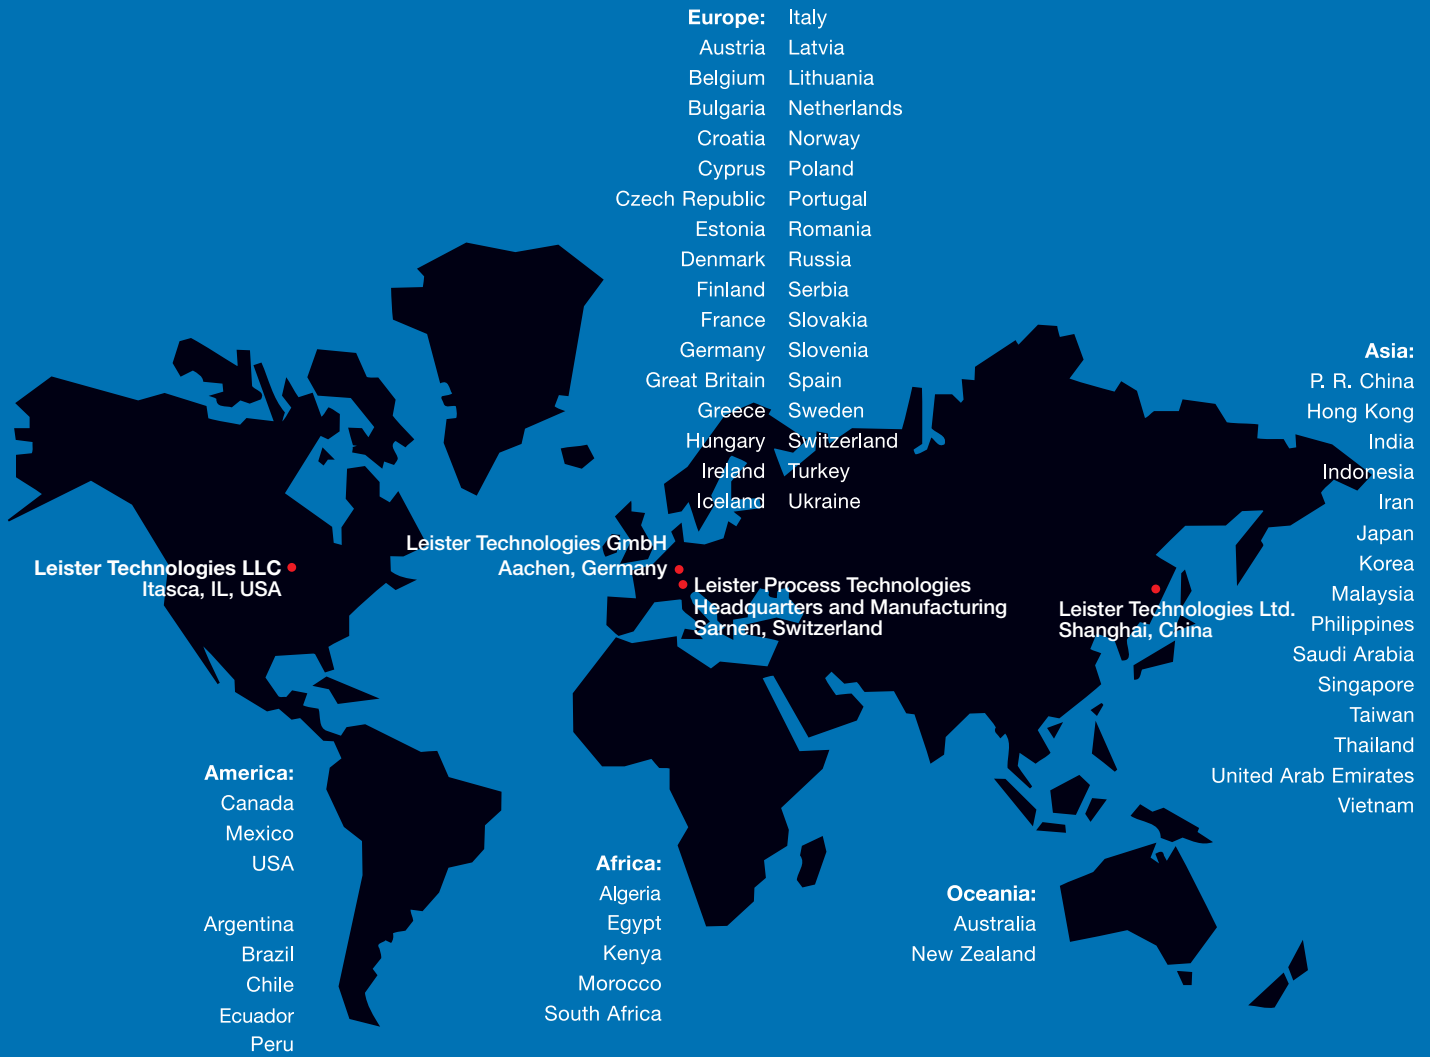 Europe:
Austria
Belgium
Bulgaria
Croatia
Cyprus
Czech Republic
Estonia
Denmark
Finland
France
Germany
Great Britain
Greece
Hungary
Ireland
Iceland
Italy
Latvia
Lithuania
Netherlands
Norway
Poland
Portugal
Romania
Russia
Serbia
Slovakia
Slovenia
Spain
Sweden
Switzerland
Turkey
Ukraine
Asia:
P. R. China
Hong Kong
India
Indonesia
Iran
Japan
Korea
Malaysia
Philippines
Saudi Arabia
Singapore
Taiwan
Thailand
United Arab Emirates
Vietnam
Leister Technologies LLC
Itasca, IL, USA
Leister Technologies GmbH
Aachen, Germany
Leister Process Technologies
Headquarters and Manufacturing
Sarnen, Switzerland
Leister Technologies Ltd.
Shanghai, China
America:
Canada
Mexico
USA
Argentina
Brazil
Chile
Ecuador
Peru
Africa:
Algeria
Egypt
Kenya
Morocco
South Africa
Oceania:
Australia
New Zealand